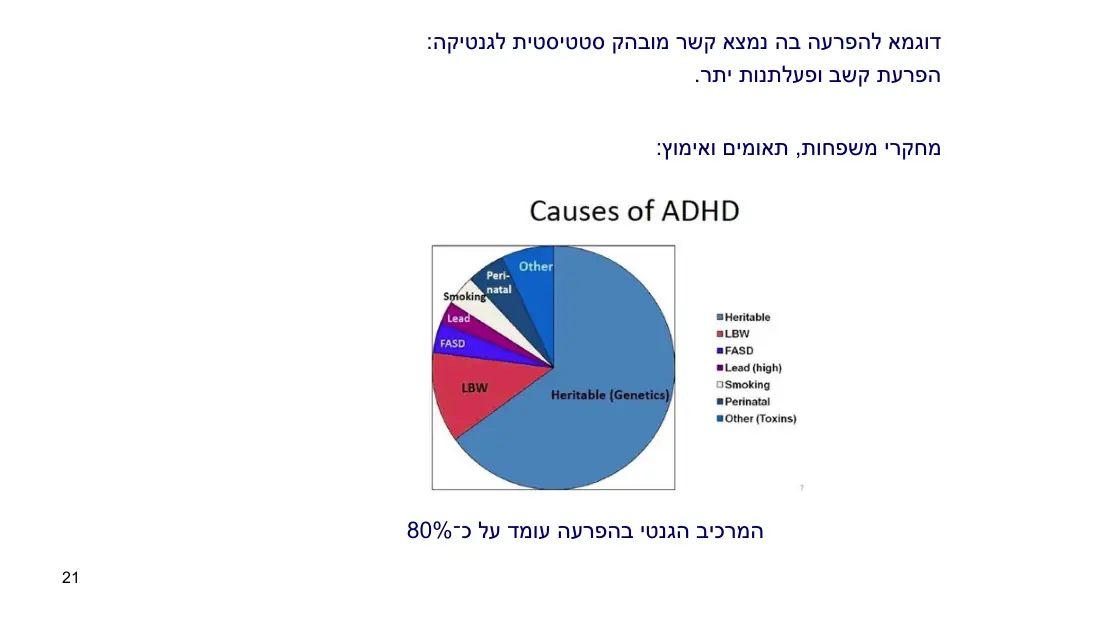 דוגמא להפרעה בה נמצא קשר מובהק סטטיסטית לגנטיקה:
הפרעת קשב ופעלתנות יתר.
מחקרי משפחות, תאומים ואימוץ:
Causes of ADHD
Other
Peri-
natal
Smoking
Lead
FASD
LBW
Heritable (Genetics)
Heritable
LBW
FASD
Lead (high)
Smoking
Perinatal
Other (Toxins)
?
המרכיב הגנטי בהפרעה עומד על כ־80%
21